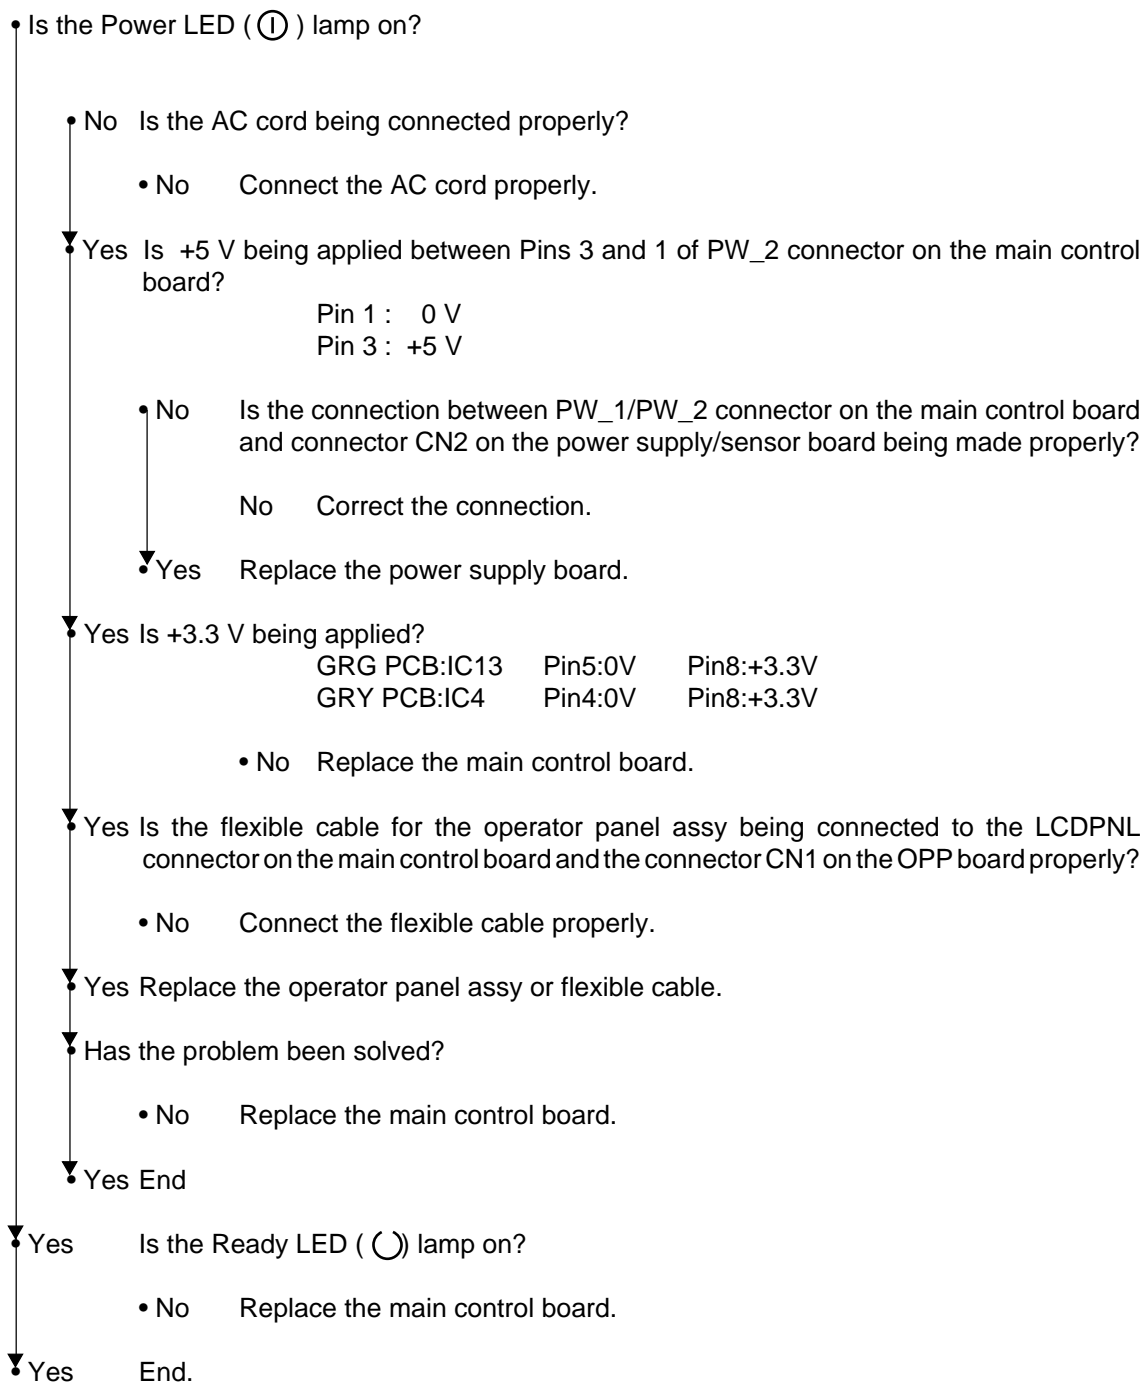 • Is the Power LED ( ) lamp on?
• No Is the AC cord being connected properly?
• No Connect the AC cord properly.
• Yes Is +5 V being applied between Pins 3 and 1 of PW_2 connector on the main control
board?
Pin 1 : 0 V
Pin 3 : +5 V
• No Is the connection between PW_1/PW_2 connector on the main control board
and connector CN2 on the power supply/sensor board being made properly?
No Correct the connection.
• Yes Replace the power supply board.
• Yes Is +3.3 V being applied?
GRG PCB:IC13 Pin5:0V Pin8:+3.3V
GRY PCB:IC4 Pin4:0V Pin8:+3.3V
• No Replace the main control board.
• Yes Is the flexible cable for the operator panel assy being connected to the LCDPNL
connector on the main control board and the connector CN1 on the OPP board properly?
• No Connect the flexible cable properly.
• Yes Replace the operator panel assy or flexible cable.
• Has the problem been solved?
• No Replace the main control board.
• Yes End
• Yes Is the Ready LED ( ) lamp on?
• No Replace the main control board.
• Yes End.